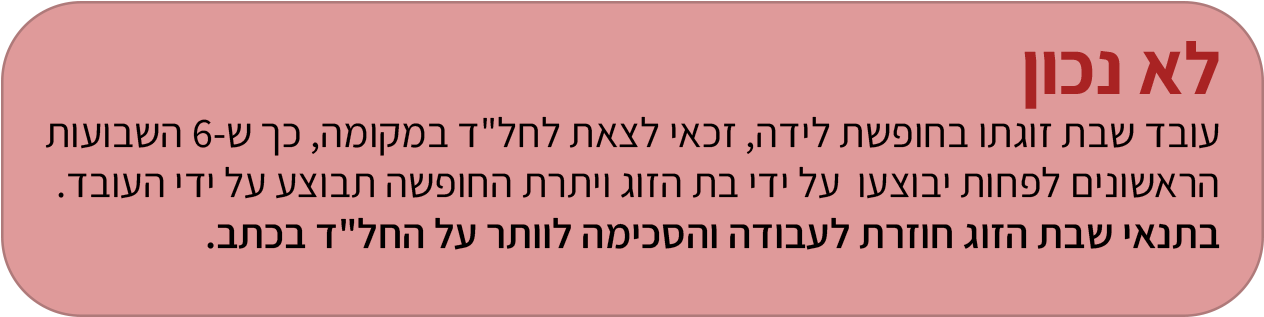 לא נכון
עובד שבת זוגתו בחופשת לידה, זכאי לצאת לחל"ד במקומה, כך ש-6 השבועות
הראשונים לפחות יבוצעו  על ידי בת הזוג ויתרת החופשה תבוצע על ידי העובד.
בתנאי שבת הזוג חוזרת לעבודה והסכימה לוותר על החל"ד בכתב.